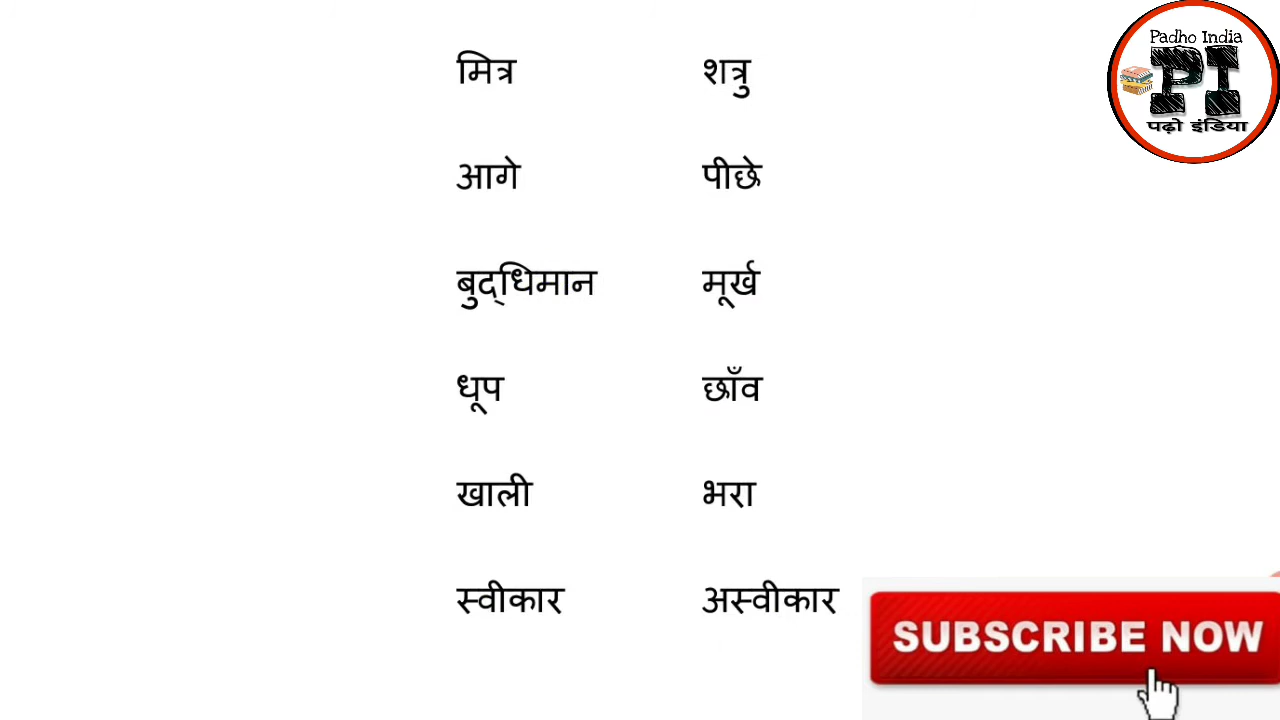 Padho India
PI
पढ़ो इंडिया
मित्र शत्रु
आगे पीछे
बुद्‌धिमान मूर्ख
धूप छाँव
खाली भरा
स्वीकार अस्वीकार
SUBSCRIBE NOW